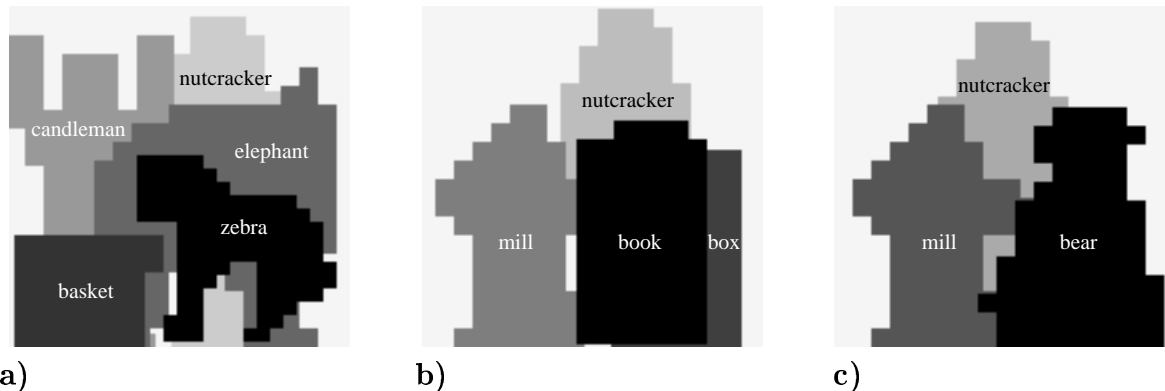 nutcracker
candleman
elephant
zebra
basket
a)
nutcracker
mill
book
box
b)
nutcracker
mill
bear
c)